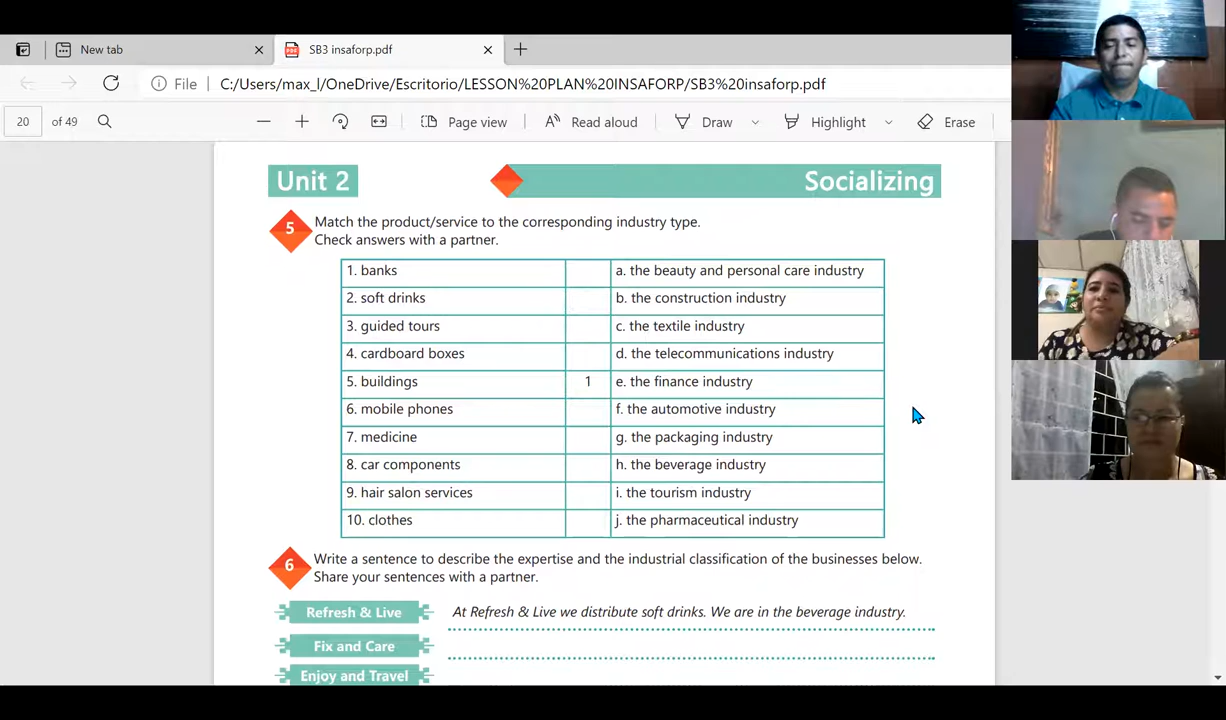 New tab
SB3 insaforp.pdf
File C:/Users/max_l/OneDrive/Escritorio/LESSON%20PLAN%20INSAFORP/SB3%20insaforp.pdf
20 of 49 Page view Read aloud Draw Highlight Erase
Unit 2 Socializing
5 Match the product/service to the corresponding industry type.
Check answers with a partner.
1. banks a. the beauty and personal care industry
2. soft drinks b. the construction industry
3. guided tours c. the textile industry
4. cardboard boxes d. the telecommunications industry
5. buildings 1 e. the finance industry
6. mobile phones f. the automotive industry
7. medicine g. the packaging industry
8. car components h. the beverage industry
9. hair salon services i. the tourism industry
10. clothes j. the pharmaceutical industry
6 Write a sentence to describe the expertise and the industrial classification of the businesses below.
Share your sentences with a partner.
Refresh & Live At Refresh & Live we distribute soft drinks. We are in the beverage industry.
Fix and Care
Enjoy and Travel